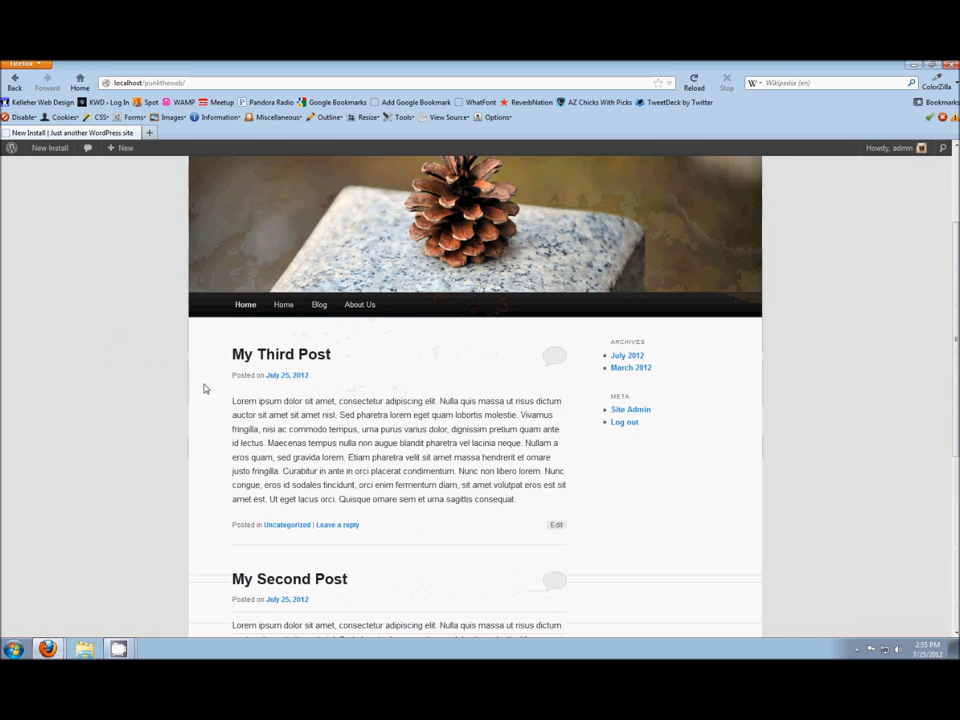 Firefox
Back Forward Home localhost/punktheweb/ Reload Stop Wikipedia (en) ColorZilla
Kelleher Web Design KWD › Log In Spot WAMP Meetup Pandora Radio Google Bookmarks Add Google Bookmark WhatFont ReverbNation AZ Chicks With Picks TweetDeck by Twitter Bookmarks
Disable Cookies CSS Forms Images Information Miscellaneous Outline Resize Tools View Source Options
New Install | Just another WordPress site
New Install New Howdy, admin
Home Home Blog About Us
My Third Post
Posted on July 25, 2012
Lorem ipsum dolor sit amet, consectetur adipiscing elit. Nulla quis massa ut risus dictum
auctor sit amet sit amet nisl. Sed pharetra lorem eget quam lobortis molestie. Vivamus
fringilla, nisi ac commodo tempus, urna purus varius dolor, dignissim pretium quam ante
id lectus. Maecenas tempus nulla non augue blandit pharetra vel lacinia neque. Nullam a
eros quam, sed gravida lorem. Etiam pharetra velit sit amet massa hendrerit et ornare
justo fringilla. Curabitur in ante in orci placerat condimentum. Nunc non libero lorem. Nunc
congue, eros id sodales tincidunt, orci enim fermentum diam, sit amet volutpat eros est sit
amet est. Ut eget lacus orci. Quisque ornare sem et urna sagittis consequat.
Posted in Uncategorized | Leave a reply Edit
ARCHIVES
July 2012
March 2012
META
Site Admin
Log out
My Second Post
Posted on July 25, 2012
Lorem ipsum dolor sit amet, consectetur adipiscing elit. Nulla quis massa ut risus dictum
2:55 PM
7/25/2012